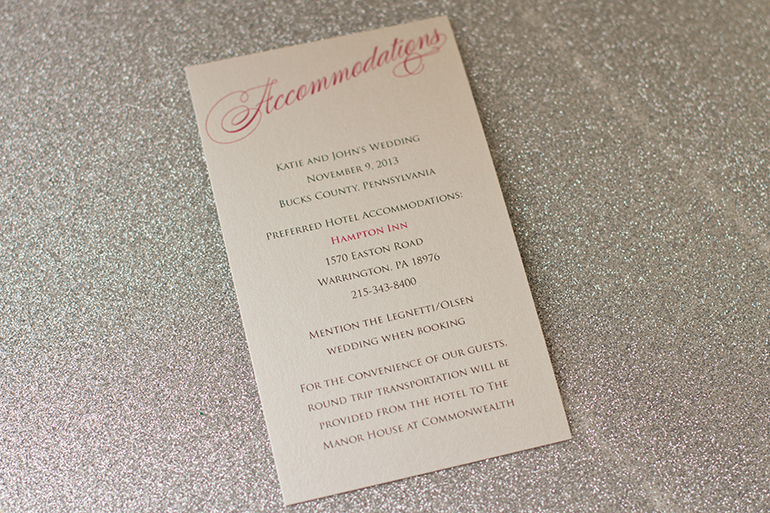 Accommodations
Katie and John's Wedding
November 9, 2013
Bucks County, Pennsylvania
Preferred Hotel Accommodations:
Hampton Inn
1570 Easton Road
Warrington, PA 18976
215-343-8400
Mention the Legnetti/Olsen
wedding when booking
For the convenience of our guests,
round trip transportation will be
provided from the hotel to The
Manor House at Commonwealth